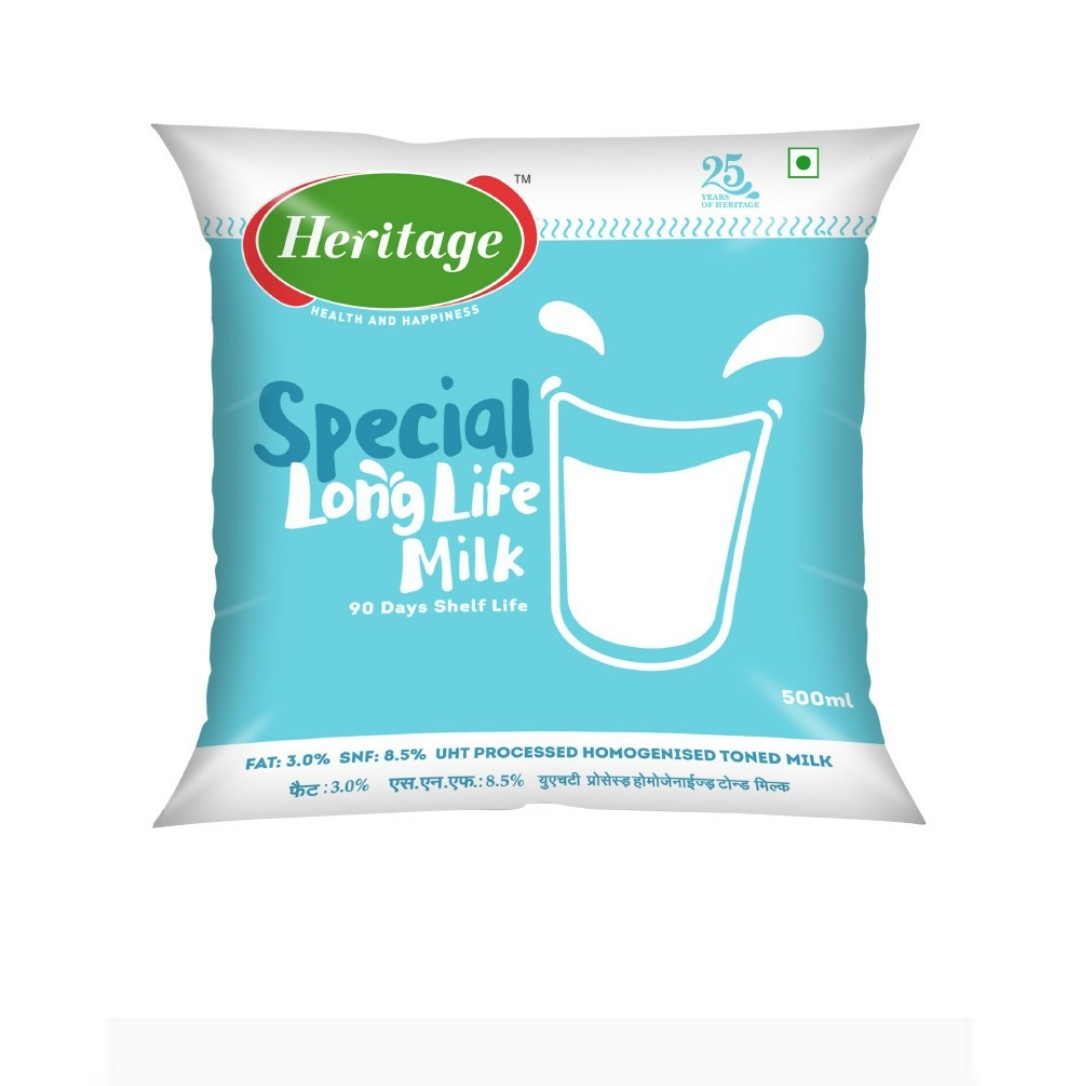 Heritage
TM
HEALTH AND HAPPINESS
25
YEARS
OF HERITAGE
Special
Long Life
Milk
90 Days Shelf Life
500ml
FAT: 3.0% SNF: 8.5% UHT PROCESSED HOMOGENISED TONED MILK
फैट : 3.0% एस.एन.एफ.: 8.5% युएचटी प्रोसेस्ड होमोजेनाईज्ड़ टोन्ड मिल्क